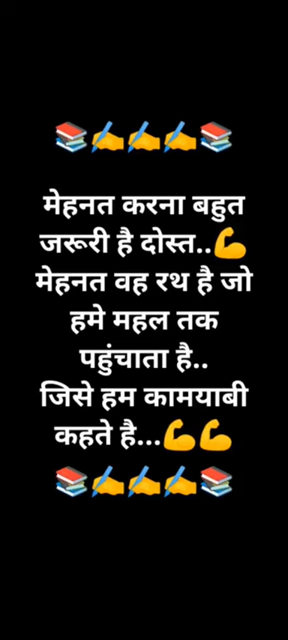 📚✍️✍️✍️📚
मेहनत करना बहुत
जरूरी है दोस्त..💪
मेहनत वह रथ है जो
हमे महल तक
पहुंचाता है..
जिसे हम कामयाबी
कहते है...💪💪
📚✍️✍️✍️📚